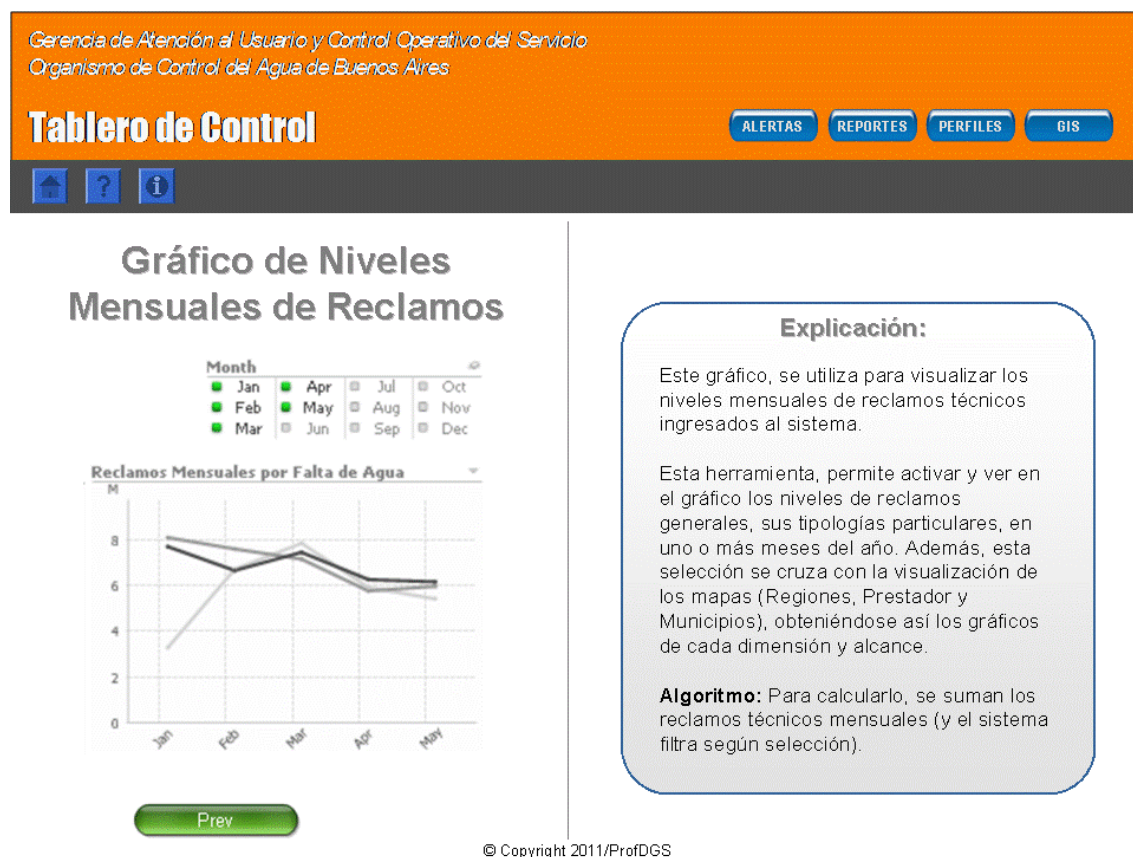 Gerencia de Atención al Usuario y Control Operativo del Servicio
Organismo de Control del Agua de Buenos Aires
Tablero de Control
ALERTAS REPORTES PERFILES GIS
?
i
Gráfico de Niveles
Mensuales de Reclamos
Month
Jan Apr Jul Oct
Feb May Aug Nov
Mar Jun Sep Dec
Reclamos Mensuales por Falta de Agua
M
8
6
4
2
0
Jan Feb Mar Apr May
Prev
Explicación:
Este gráfico, se utiliza para visualizar los
niveles mensuales de reclamos técnicos
ingresados al sistema.
Esta herramienta, permite activar y ver en
el gráfico los niveles de reclamos
generales, sus tipologías particulares, en
uno o más meses del año. Además, esta
selección se cruza con la visualización de
los mapas (Regiones, Prestador y
Municipios), obteniéndose así los gráficos
de cada dimensión y alcance.
Algoritmo: Para calcularlo, se suman los
reclamos técnicos mensuales (y el sistema
filtra según selección).
© Copyright 2011/ProfDGS